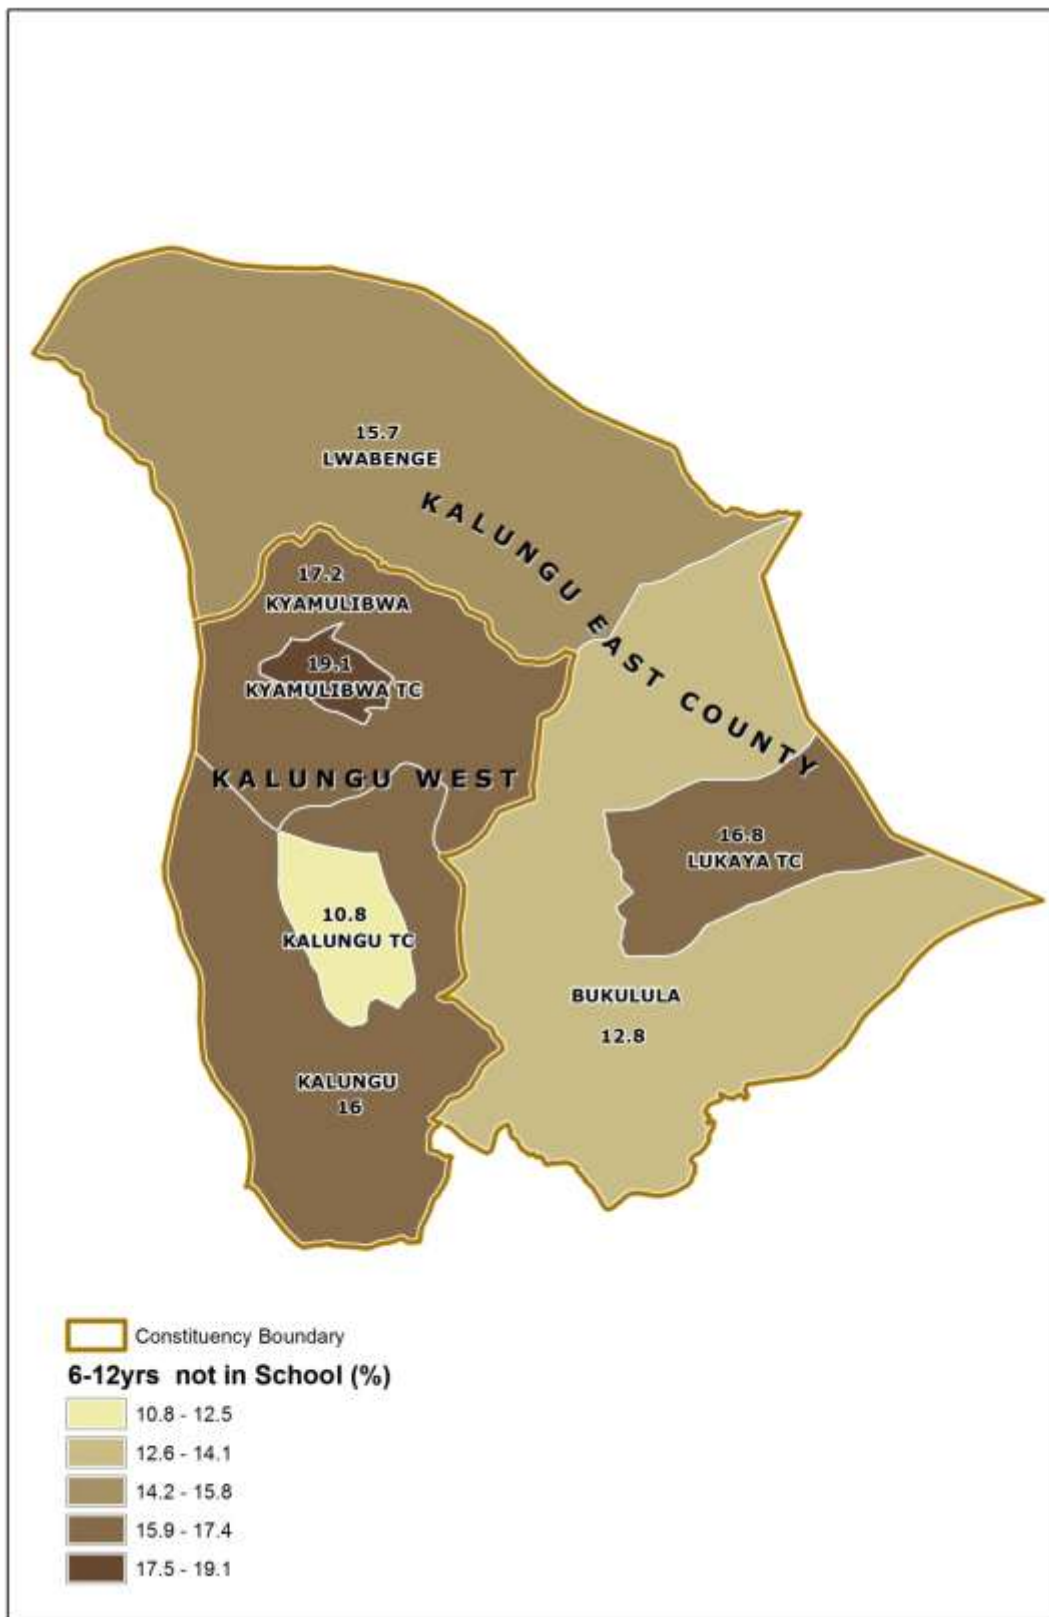 15.7
LWABENGE
KALUNGU EAST COUNTY
17.2
KYAMULIBWA
19.1
KYAMULIBWA TC
KALUNGU WEST
16.8
LUKAYA TC
10.8
KALUNGU TC
BUKULULA
12.8
KALUNGU
16
Constituency Boundary
6-12yrs not in School (%)
10.8 - 12.5
12.6 - 14.1
14.2 - 15.8
15.9 - 17.4
17.5 - 19.1